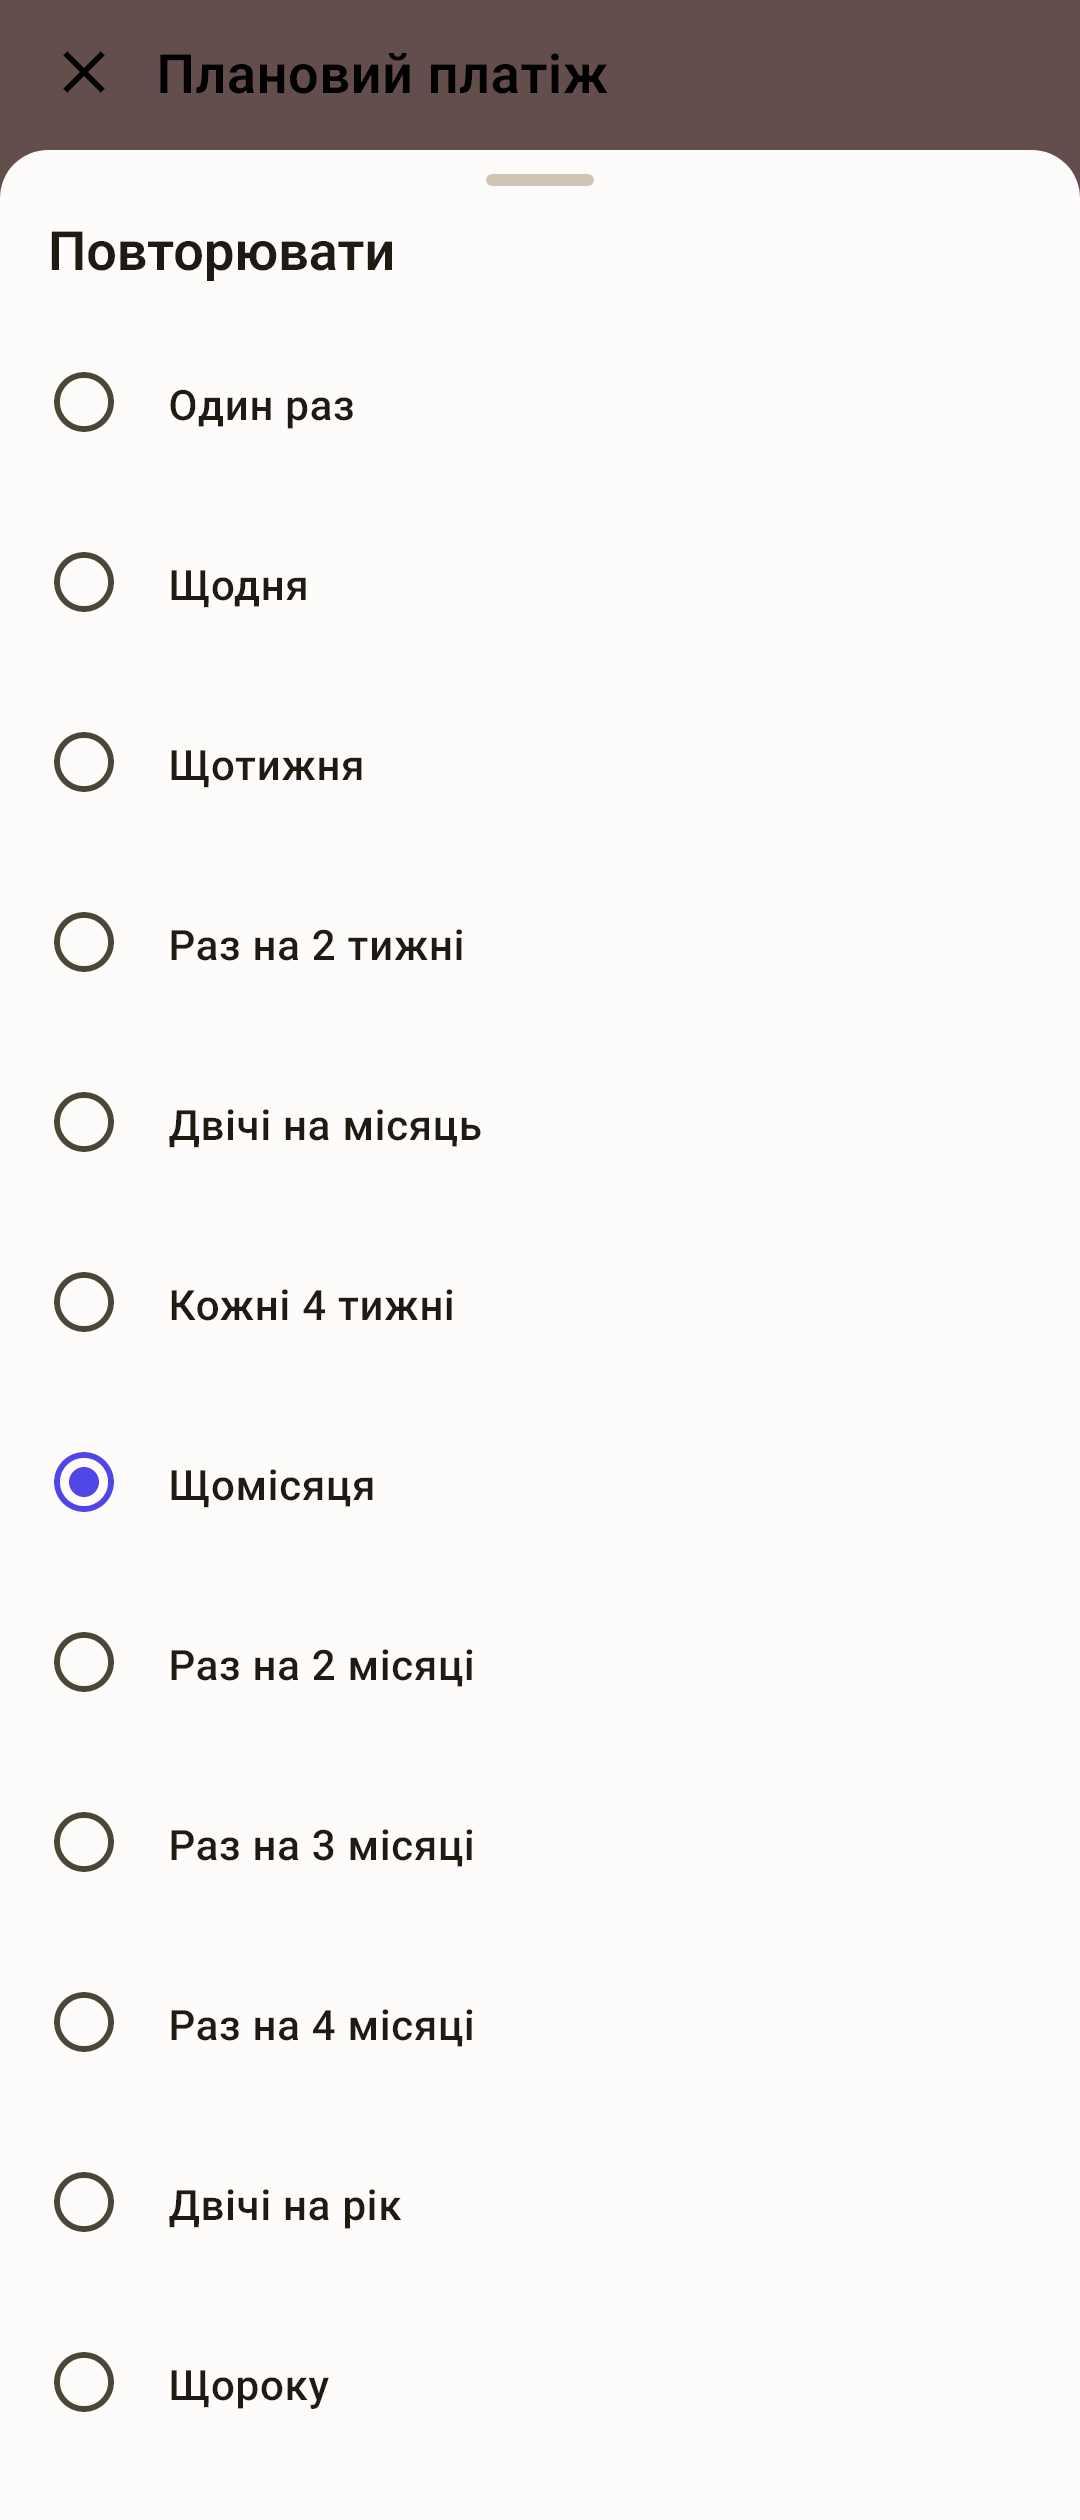 Плановий платіж
Повторювати
Один раз
Щодня
Щотижня
Раз на 2 тижні
Двічі на місяць
Кожні 4 тижні
Щомісяця
Раз на 2 місяці
Раз на 3 місяці
Раз на 4 місяці
Двічі на рік
Щороку